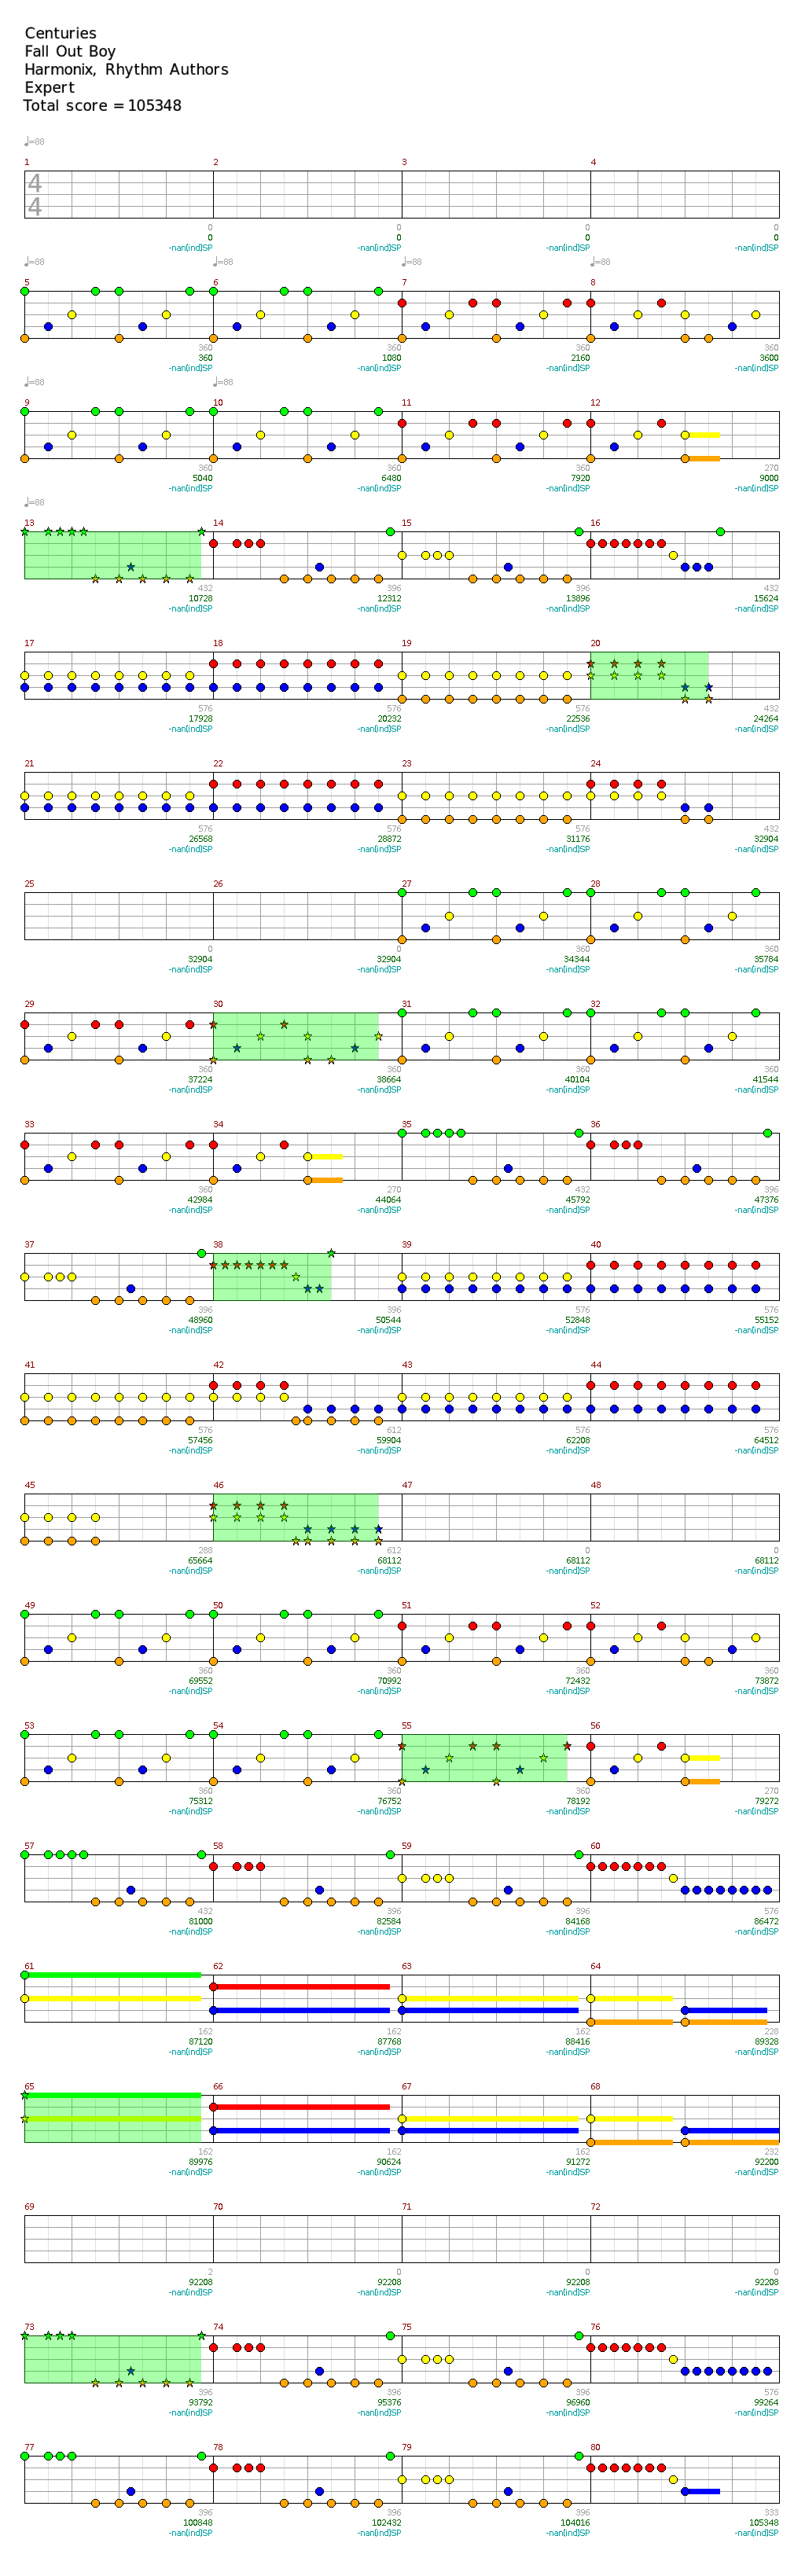 Centuries
Fall Out Boy
Harmonix, Rhythm Authors
Expert
Total score = 105348
♩=88
1 2 3 4
4
4
0 0 0 0
0 0 0 0
-nan(ind)SP -nan(ind)SP -nan(ind)SP -nan(ind)SP
♩=88 ♩=88 ♩=88 ♩=88
5 6 7 8
360 360 360 360
360 1080 2160 3600
-nan(ind)SP -nan(ind)SP -nan(ind)SP -nan(ind)SP
♩=88 ♩=88
9 10 11 12
360 360 360 270
5040 6480 7920 9000
-nan(ind)SP -nan(ind)SP -nan(ind)SP -nan(ind)SP
♩=88
13 14 15 16
432 396 396 432
10728 12312 13896 15624
-nan(ind)SP -nan(ind)SP -nan(ind)SP -nan(ind)SP
17 18 19 20
576 576 576 432
17928 20232 22536 24264
-nan(ind)SP -nan(ind)SP -nan(ind)SP -nan(ind)SP
21 22 23 24
576 576 576 432
26568 28872 31176 32904
-nan(ind)SP -nan(ind)SP -nan(ind)SP -nan(ind)SP
25 26 27 28
0 0 360 360
32904 32904 34344 35784
-nan(ind)SP -nan(ind)SP -nan(ind)SP -nan(ind)SP
29 30 31 32
360 360 360 360
37224 38664 40104 41544
-nan(ind)SP -nan(ind)SP -nan(ind)SP -nan(ind)SP
33 34 35 36
360 270 432 396
42984 44064 45792 47376
-nan(ind)SP -nan(ind)SP -nan(ind)SP -nan(ind)SP
37 38 39 40
396 396 576 576
48960 50544 52848 55152
-nan(ind)SP -nan(ind)SP -nan(ind)SP -nan(ind)SP
41 42 43 44
576 612 576 576
57456 59904 62208 64512
-nan(ind)SP -nan(ind)SP -nan(ind)SP -nan(ind)SP
45 46 47 48
288 612 0 0
65664 68112 68112 68112
-nan(ind)SP -nan(ind)SP -nan(ind)SP -nan(ind)SP
49 50 51 52
360 360 360 360
69552 70992 72432 73872
-nan(ind)SP -nan(ind)SP -nan(ind)SP -nan(ind)SP
53 54 55 56
360 360 360 270
75312 76752 78192 79272
-nan(ind)SP -nan(ind)SP -nan(ind)SP -nan(ind)SP
57 58 59 60
432 396 396 576
81000 82584 84168 86472
-nan(ind)SP -nan(ind)SP -nan(ind)SP -nan(ind)SP
61 62 63 64
162 162 162 228
87120 87768 88416 89328
-nan(ind)SP -nan(ind)SP -nan(ind)SP -nan(ind)SP
65 66 67 68
162 162 162 232
89976 90624 91272 92200
-nan(ind)SP -nan(ind)SP -nan(ind)SP -nan(ind)SP
69 70 71 72
2 0 0 0
92208 92208 92208 92208
-nan(ind)SP -nan(ind)SP -nan(ind)SP -nan(ind)SP
73 74 75 76
396 396 396 576
93792 95376 96960 99264
-nan(ind)SP -nan(ind)SP -nan(ind)SP -nan(ind)SP
77 78 79 80
396 396 396 333
100848 102432 104016 105348
-nan(ind)SP -nan(ind)SP -nan(ind)SP -nan(ind)SP